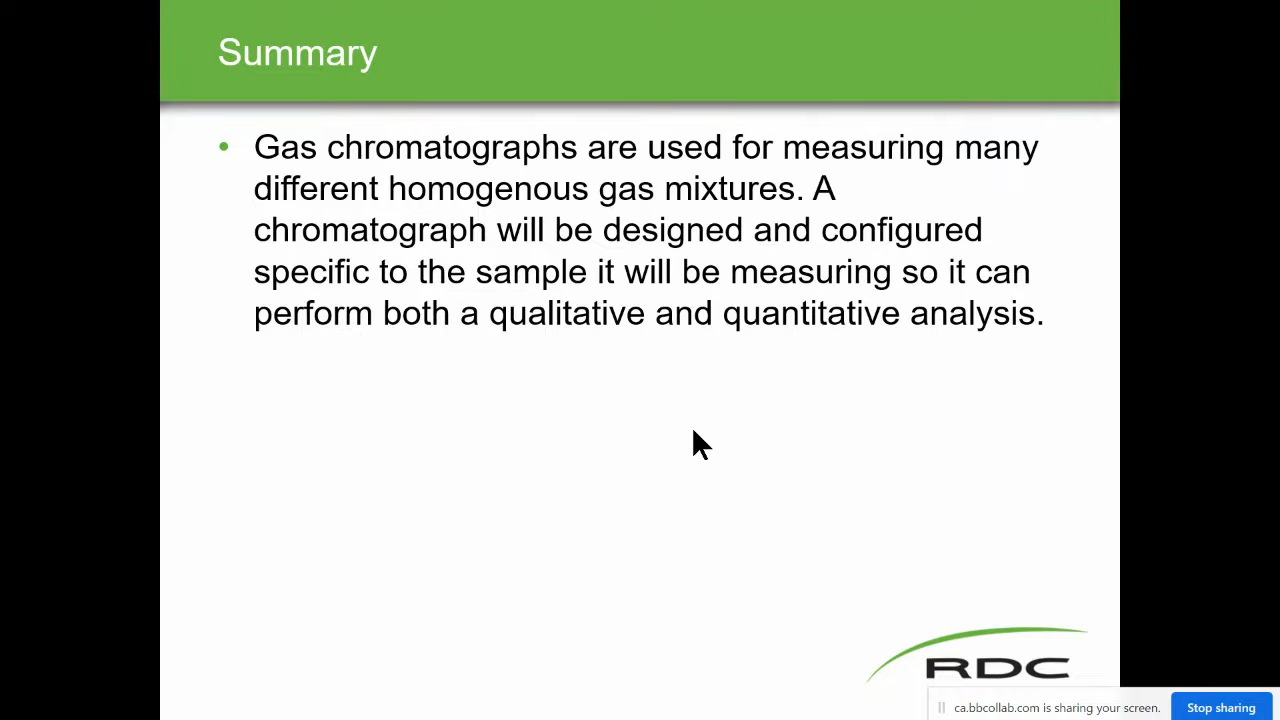 Summary
• Gas chromatographs are used for measuring many
different homogenous gas mixtures. A
chromatograph will be designed and configured
specific to the sample it will be measuring so it can
perform both a qualitative and quantitative analysis.
RDC
ca.bbcollab.com is sharing your screen.
Stop sharing